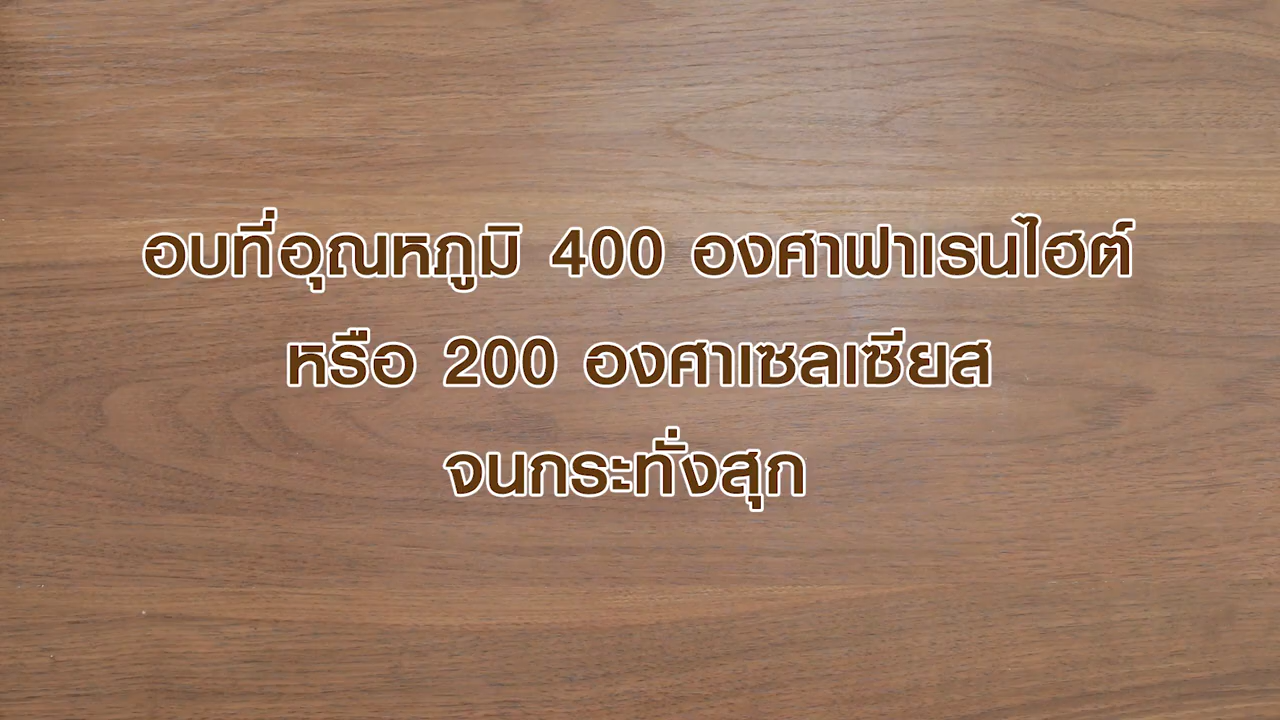 อบที่อุณหภูมิ 400 องศาฟาเรนไฮต์
หรือ 200 องศาเซลเซียส
จนกระทั่งสุก